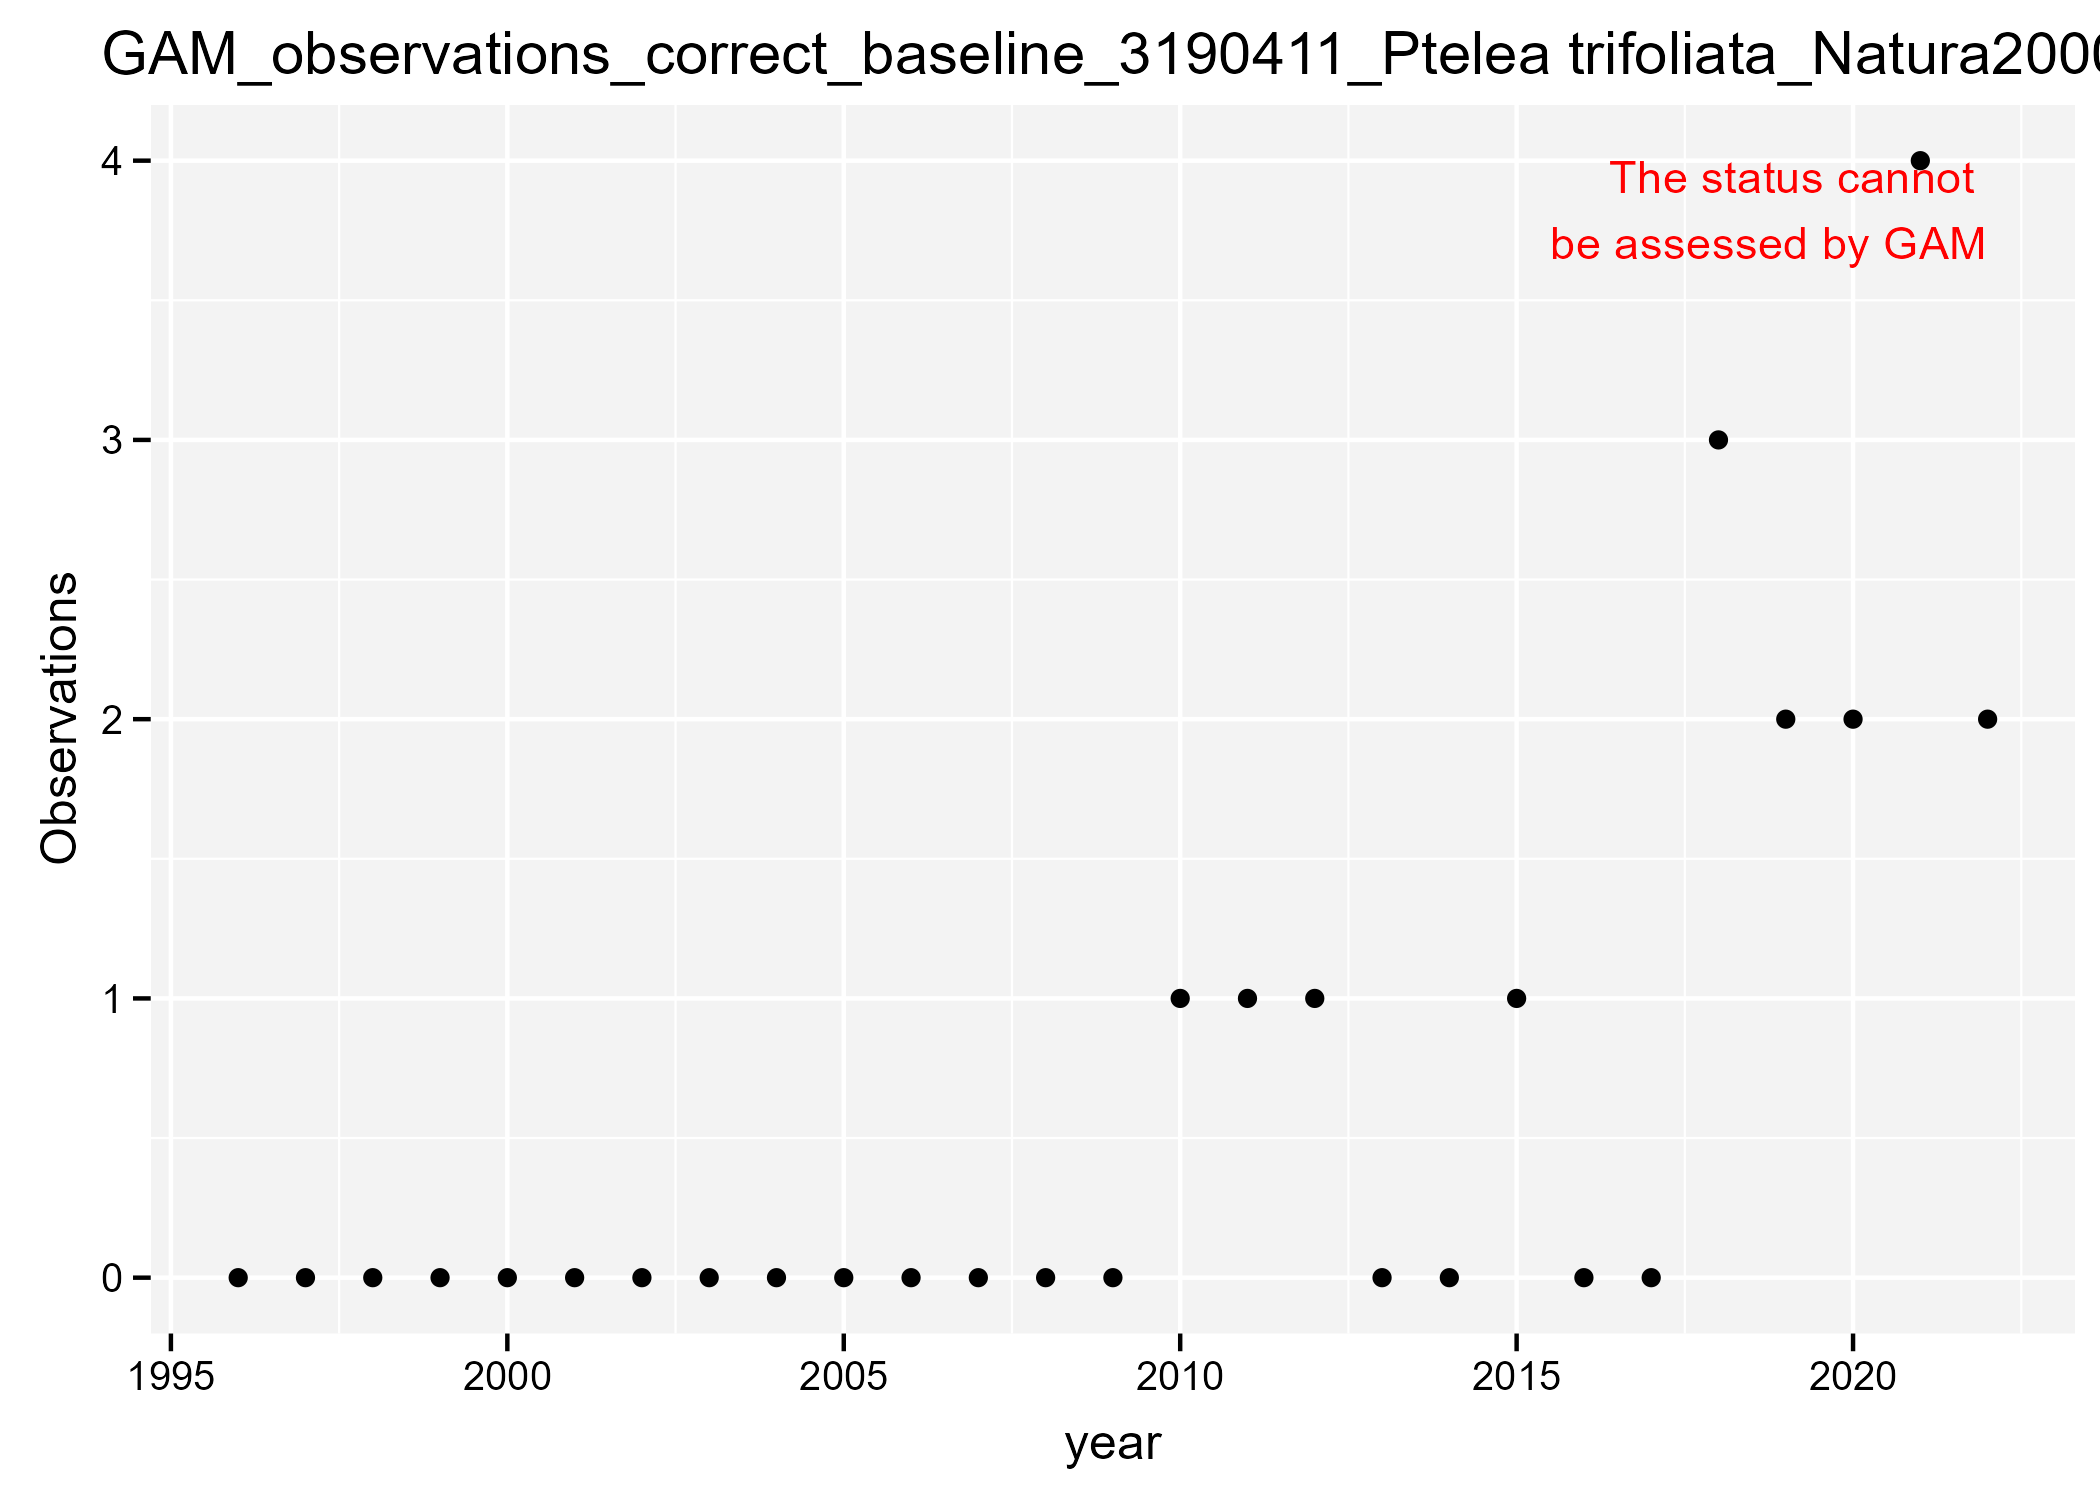 GAM_observations_correct_baseline_3190411_Ptelea trifoliata_Natura2000
4
The status cannot
be assessed by GAM
3
Observations
2
1
0
1995 2000 2005 2010 2015 2020
year